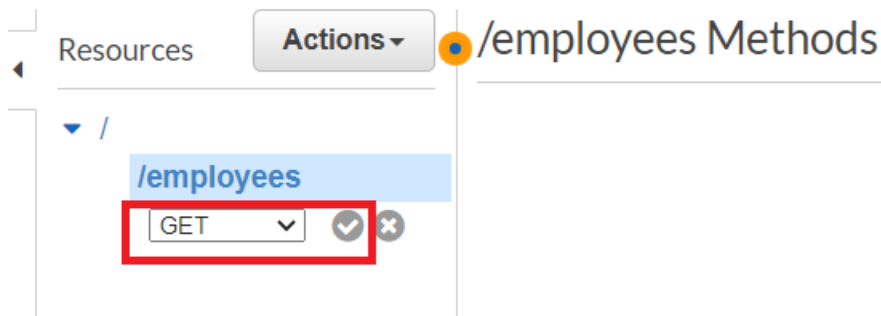 Resources
Actions
/employees Methods
/
/employees
GET